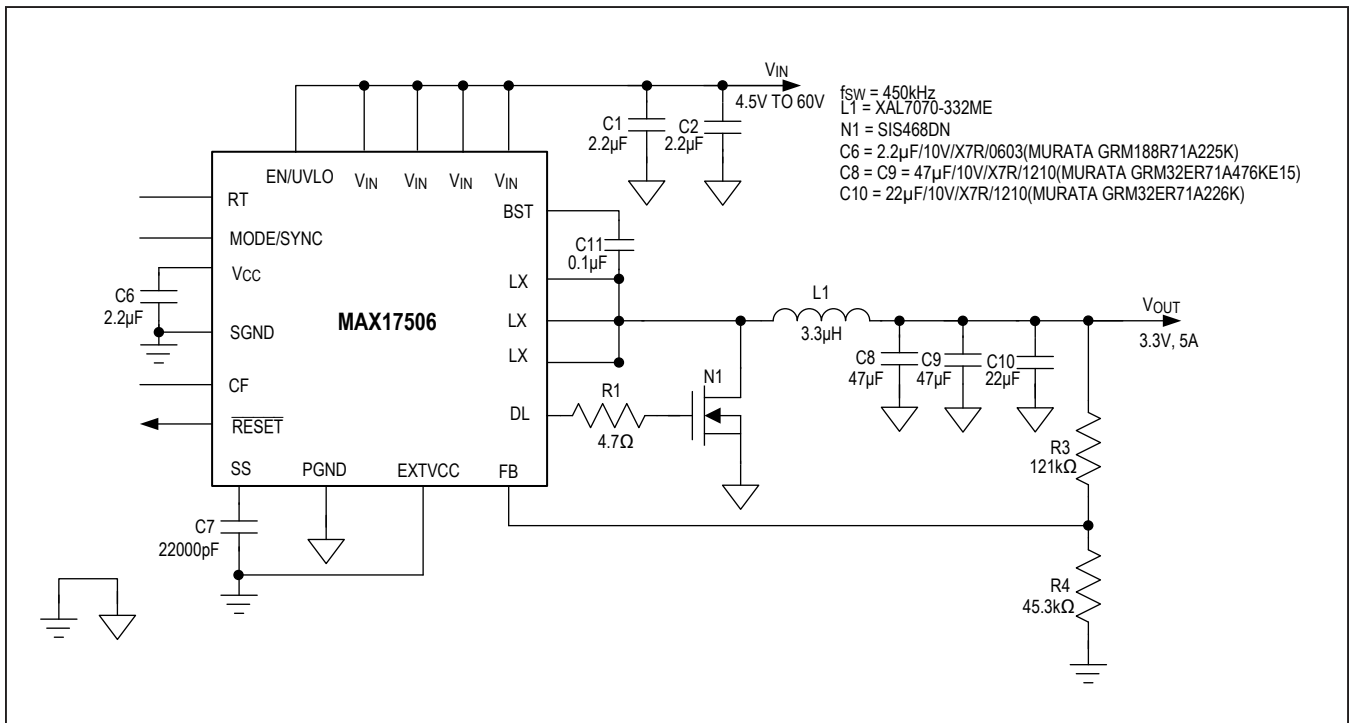 VIN
4.5V TO 60V
fSW = 450kHz
L1 = XAL7070-332ME
N1 = SIS468DN
C6 = 2.2µF/10V/X7R/0603(MURATA GRM188R71A225K)
C8 = C9 = 47µF/10V/X7R/1210(MURATA GRM32ER71A476KE15)
C10 = 22µF/10V/X7R/1210(MURATA GRM32ER71A226K)
C1
2.2µF
C2
2.2µF
EN/UVLO
VIN
VIN
VIN
VIN
RT
BST
MODE/SYNC
C11
0.1µF
VCC
LX
C6
2.2µF
MAX17506
SGND
LX
L1
3.3µH
VOUT
3.3V, 5A
LX
C8
47µF
C9
47µF
C10
22µF
CF
N1
R1
4.7Ω
DL
RESET
R3
121kΩ
SS
PGND
EXTVCC
FB
C7
22000pF
R4
45.3kΩ